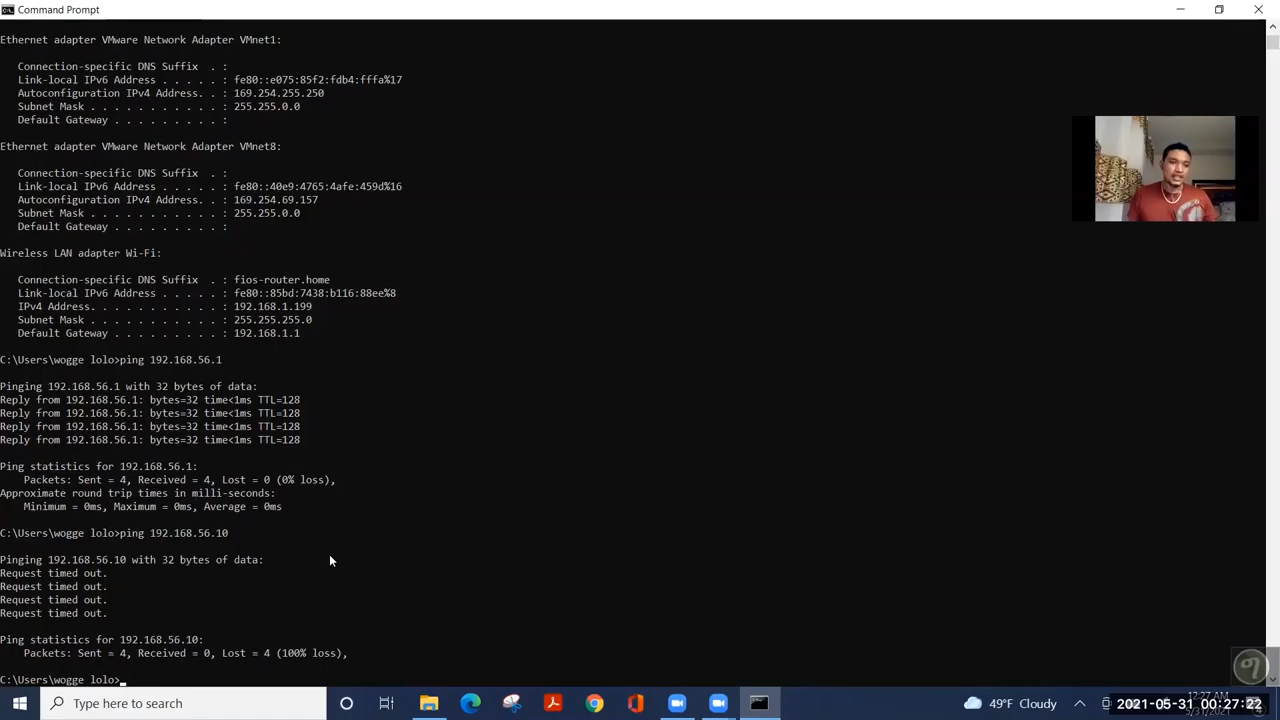 Command Prompt
Ethernet adapter VMware Network Adapter VMnet1:
Connection-specific DNS Suffix . :
Link-local IPv6 Address . . . . . : fe80::e075:85f2:fdb4:fffa%17
Autoconfiguration IPv4 Address. . : 169.254.255.250
Subnet Mask . . . . . . . . . . . : 255.255.0.0
Default Gateway . . . . . . . . . :
Ethernet adapter VMware Network Adapter VMnet8:
Connection-specific DNS Suffix . :
Link-local IPv6 Address . . . . . : fe80::40e9:4765:4afe:459d%16
Autoconfiguration IPv4 Address. . : 169.254.69.157
Subnet Mask . . . . . . . . . . . : 255.255.0.0
Default Gateway . . . . . . . . . :
Wireless LAN adapter Wi-Fi:
Connection-specific DNS Suffix . : fios-router.home
Link-local IPv6 Address . . . . . : fe80::85bd:7438:b116:88ee%8
IPv4 Address. . . . . . . . . . . : 192.168.1.199
Subnet Mask . . . . . . . . . . . : 255.255.255.0
Default Gateway . . . . . . . . . : 192.168.1.1
C:\Users\wogge lolo>ping 192.168.56.1
Pinging 192.168.56.1 with 32 bytes of data:
Reply from 192.168.56.1: bytes=32 time<1ms TTL=128
Reply from 192.168.56.1: bytes=32 time<1ms TTL=128
Reply from 192.168.56.1: bytes=32 time<1ms TTL=128
Reply from 192.168.56.1: bytes=32 time<1ms TTL=128
Ping statistics for 192.168.56.1:
Packets: Sent = 4, Received = 4, Lost = 0 (0% loss),
Approximate round trip times in milli-seconds:
Minimum = 0ms, Maximum = 0ms, Average = 0ms
C:\Users\wogge lolo>ping 192.168.56.10
Pinging 192.168.56.10 with 32 bytes of data:
Request timed out.
Request timed out.
Request timed out.
Request timed out.
Ping statistics for 192.168.56.10:
Packets: Sent = 4, Received = 0, Lost = 4 (100% loss),
C:\Users\wogge lolo>
Type here to search
49°F Cloudy
12:27 AM
5/31/2021
2021-05-31 00:27:22